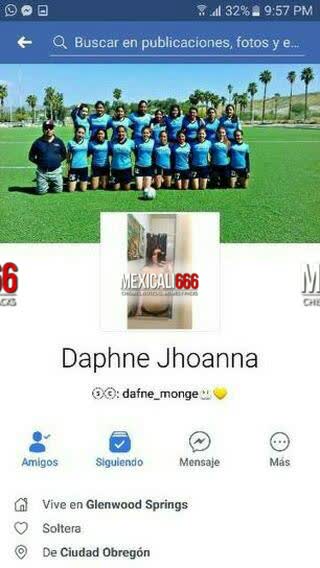 32% 9:57 PM
Buscar en publicaciones, fotos y e...
MEXICALI 666
66
M
Daphne Jhoanna
ⓢⓒ: dafne_monge
Amigos Siguiendo Mensaje Más
Vive en Glenwood Springs
Soltera
De Ciudad Obregón